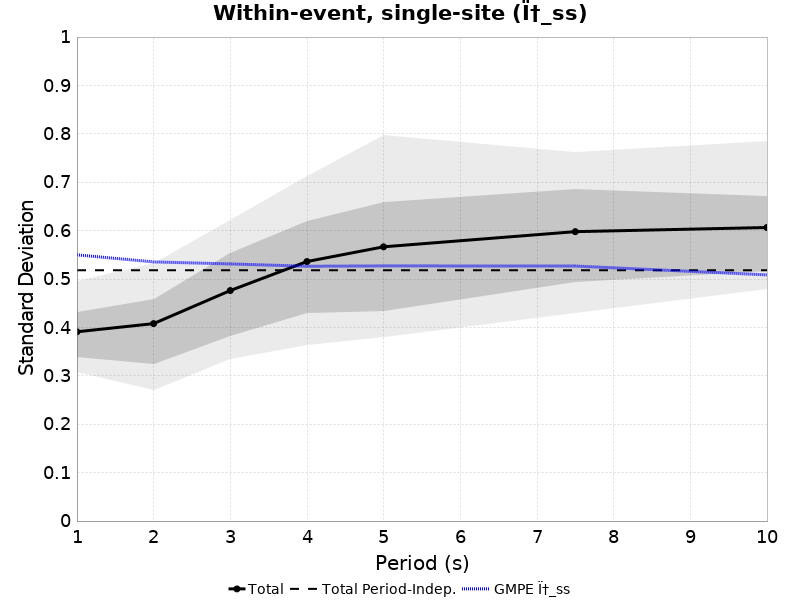 Within-event, single-site (Ï†_ss)
1
0.9
0.8
0.7
0.6
0.5
0.4
0.3
0.2
0.1
0
Standard Deviation
1 2 3 4 5 6 7 8 9 10
Period (s)
Total Total Period-Indep. GMPE Ï†_ss